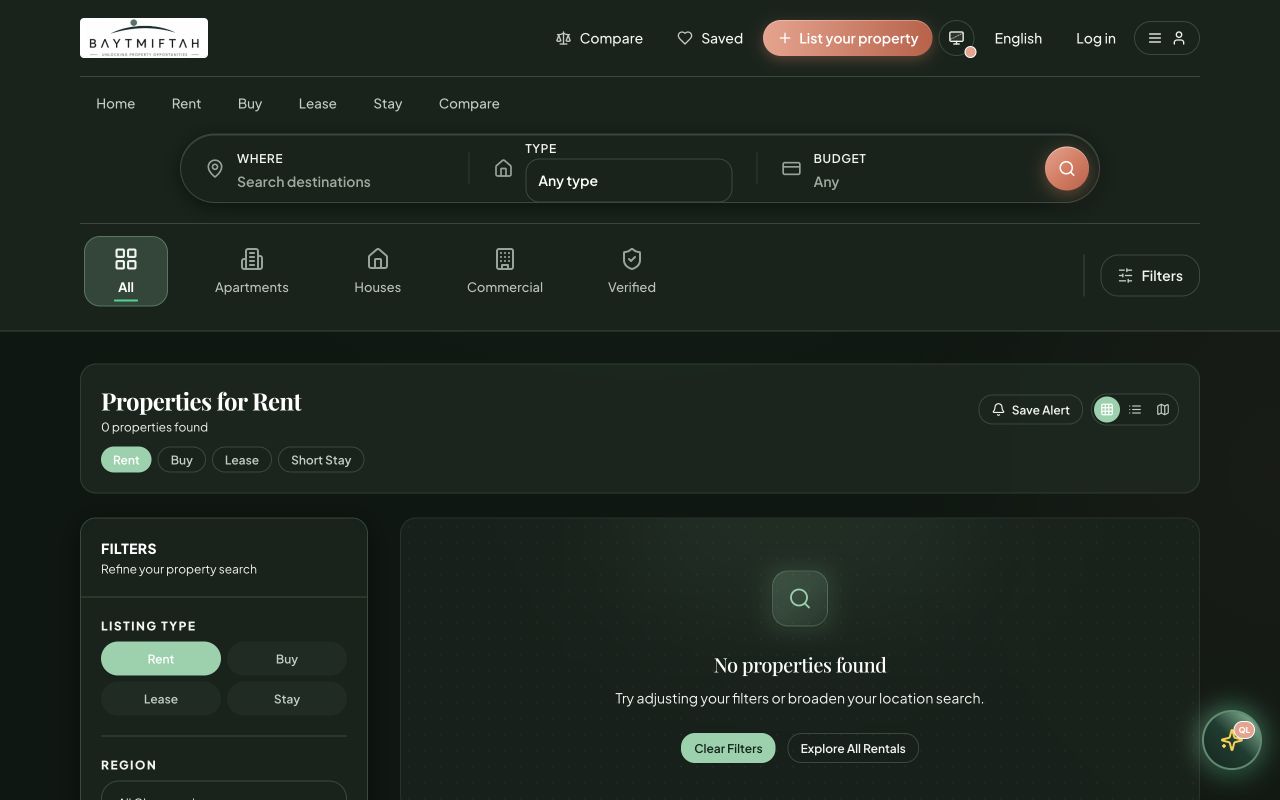 BAYTMIFTAH
UNLOCKING PROPERTY OPPORTUNITIES
Compare
Saved
List your property
English
Log in
Home
Rent
Buy
Lease
Stay
Compare
WHERE
Search destinations
TYPE
Any type
BUDGET
Any
All
Apartments
Houses
Commercial
Verified
Filters
Properties for Rent
0 properties found
Rent
Buy
Lease
Short Stay
Save Alert
FILTERS
Refine your property search
LISTING TYPE
Rent
Buy
Lease
Stay
REGION
No properties found
Try adjusting your filters or broaden your location search.
Clear Filters
Explore All Rentals
QL